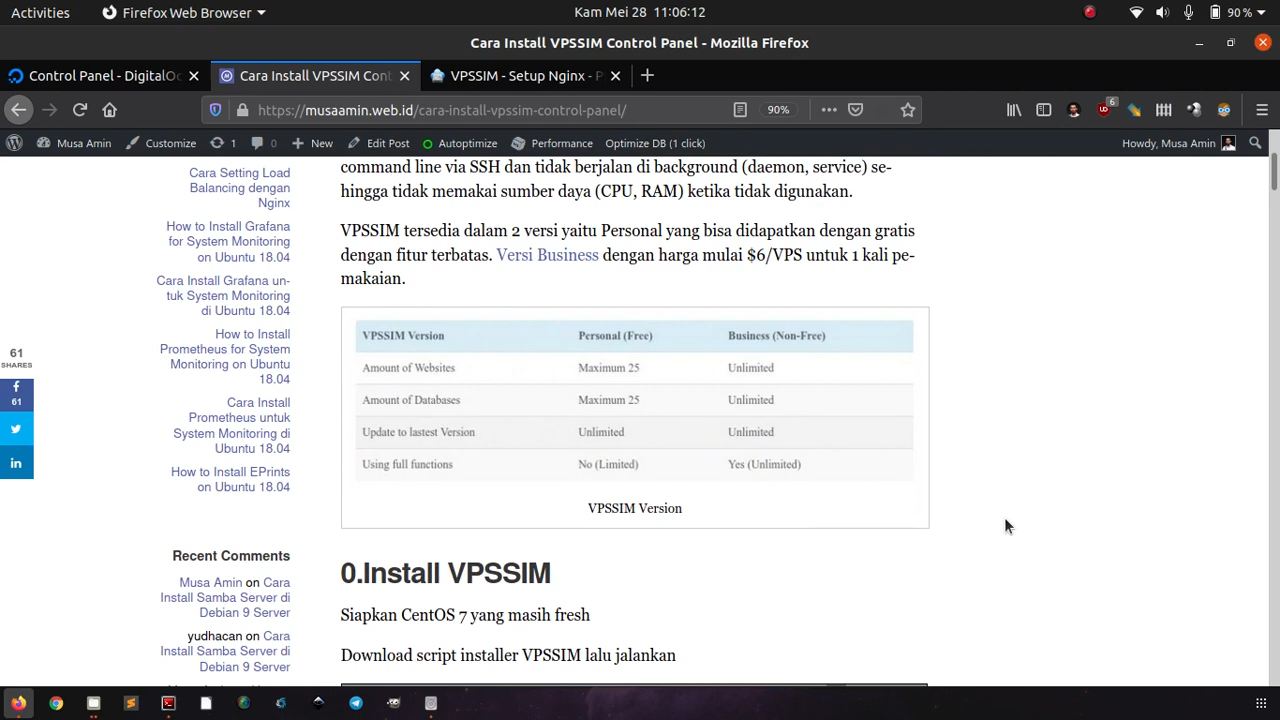 Activities
Firefox Web Browser
Kam Mei 28 11:06:12
90 %
Cara Install VPSSIM Control Panel - Mozilla Firefox
Control Panel - DigitalOc
Cara Install VPSSIM Cont
VPSSIM - Setup Nginx - P
https://musaamin.web.id/cara-install-vpssim-control-panel/
90%
6
Musa Amin
Customize
1
0
New
Edit Post
Autoptimize
Performance
Optimize DB (1 click)
Howdy, Musa Amin
61
SHARES
61
Cara Setting Load
Balancing dengan
Nginx
How to Install Grafana
for System Monitoring
on Ubuntu 18.04
Cara Install Grafana un-
tuk System Monitoring
di Ubuntu 18.04
How to Install
Prometheus for System
Monitoring on Ubuntu
18.04
Cara Install
Prometheus untuk
System Monitoring di
Ubuntu 18.04
How to Install EPrints
on Ubuntu 18.04
Recent Comments
Musa Amin on Cara
Install Samba Server di
Debian 9 Server
yudhacan on Cara
Install Samba Server di
Debian 9 Server
command line via SSH dan tidak berjalan di background (daemon, service) se-
hingga tidak memakai sumber daya (CPU, RAM) ketika tidak digunakan.
VPSSIM tersedia dalam 2 versi yaitu Personal yang bisa didapatkan dengan gratis
dengan fitur terbatas. Versi Business dengan harga mulai $6/VPS untuk 1 kali pe-
makaian.
VPSSIM Version Personal (Free) Business (Non-Free)
Amount of Websites Maximum 25 Unlimited
Amount of Databases Maximum 25 Unlimited
Update to lastest Version Unlimited Unlimited
Using full functions No (Limited) Yes (Unlimited)
VPSSIM Version
0.Install VPSSIM
Siapkan CentOS 7 yang masih fresh
Download script installer VPSSIM lalu jalankan